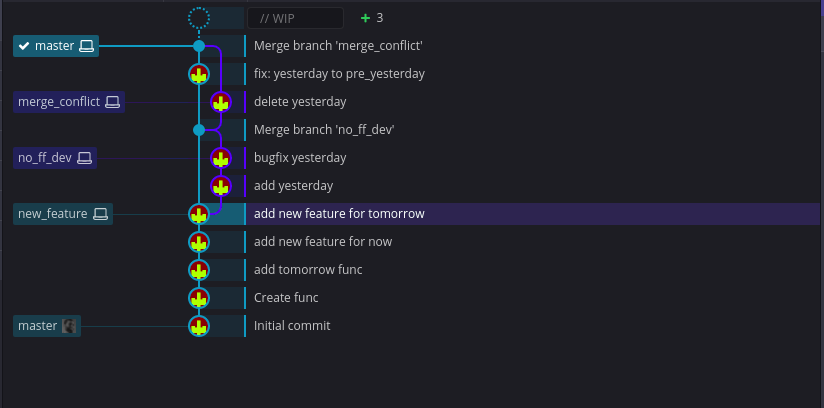 // WIP + 3
master Merge branch 'merge_conflict'
fix: yesterday to pre_yesterday
merge_conflict delete yesterday
Merge branch 'no_ff_dev'
no_ff_dev bugfix yesterday
add yesterday
new_feature add new feature for tomorrow
add new feature for now
add tomorrow func
Create func
master Initial commit